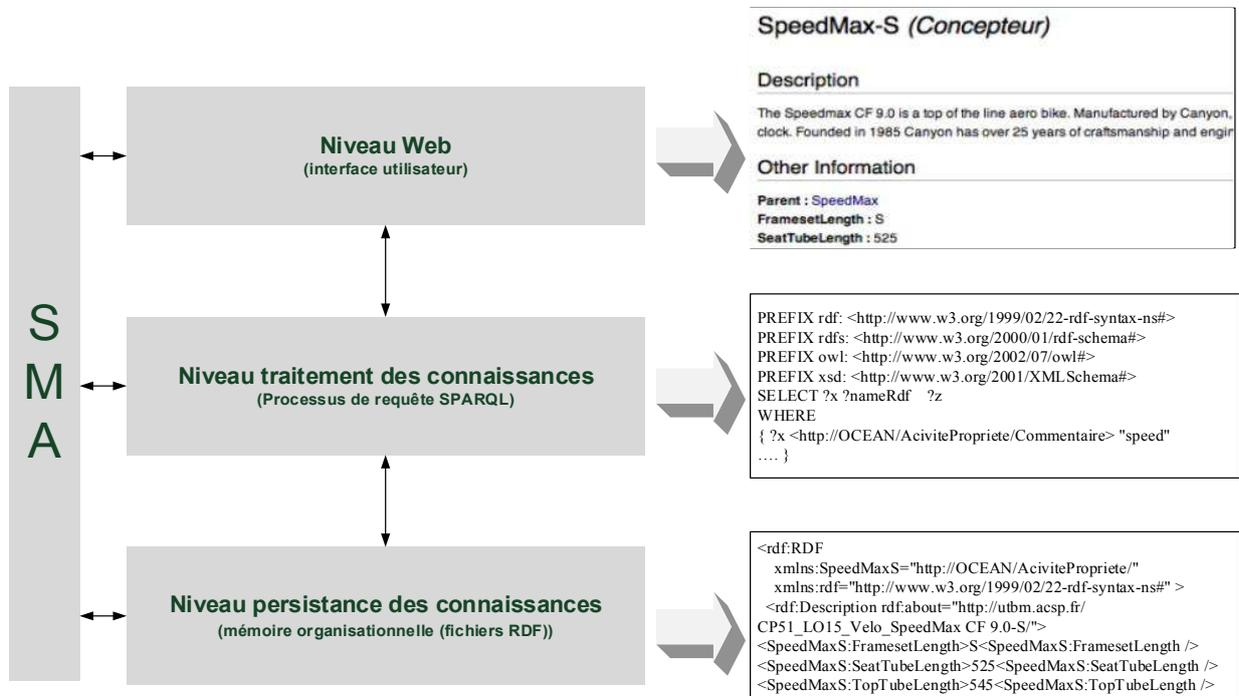 S
M
A
Niveau Web
(interface utilisateur)
SpeedMax-S (Concepteur)
Description
The Speedmax CF 9.0 is a top of the line aero bike. Manufactured by Canyon,
clock. Founded in 1985 Canyon has over 25 years of craftsmanship and engir
Other Information
Parent : SpeedMax
FramesetLength : S
SeatTubeLength : 525
Niveau traitement des connaissances
(Processus de requête SPARQL)
PREFIX rdf: <http://www.w3.org/1999/02/22-rdf-syntax-ns#>
PREFIX rdfs: <http://www.w3.org/2000/01/rdf-schema#>
PREFIX owl: <http://www.w3.org/2002/07/owl#>
PREFIX xsd: <http://www.w3.org/2001/XMLSchema#>
SELECT ?x ?nameRdf ?z
WHERE
{ ?x <http://OCEAN/AcivitePropriete/Commentaire> "speed"
.... }
Niveau persistance des connaissances
(mémoire organisationnelle (fichiers RDF))
<rdf:RDF
xmlns:SpeedMaxS="http://OCEAN/AcivitePropriete/"
xmlns:rdf="http://www.w3.org/1999/02/22-rdf-syntax-ns#" >
<rdf:Description rdf:about="http://utbm.acsp.fr/
CP51_LO15_Velo_SpeedMax CF 9.0-S/">
<SpeedMaxS:FramesetLength>S<SpeedMaxS:FramesetLength />
<SpeedMaxS:SeatTubeLength>525<SpeedMaxS:SeatTubeLength />
<SpeedMaxS:TopTubeLength>545<SpeedMaxS:TopTubeLength />